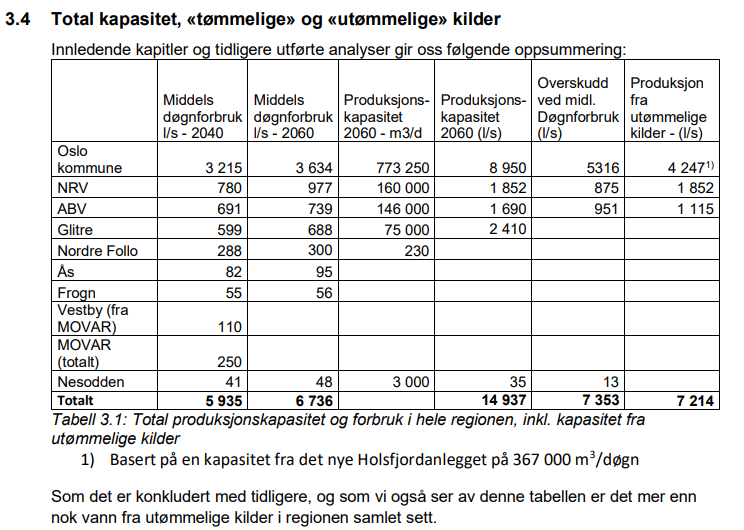 3.4 Total kapasitet, «tømmelige» og «utømmelige» kilder
Innledende kapitler og tidligere utførte analyser gir oss følgende oppsummering:
Middels døgnforbruk l/s - 2040 | Middels døgnforbruk l/s - 2060 | Produksjons-kapasitet 2060 - m3/d | Produksjons-kapasitet 2060 (l/s) | Overskudd ved midl. Døgnforbruk (l/s) | Produksjon fra utømmelige kilder - (l/s)
Oslo kommune 3 215 3 634 773 250 8 950 5316 4 247¹⁾
NRV 780 977 160 000 1 852 875 1 852
ABV 691 739 146 000 1 690 951 1 115
Glitre 599 688 75 000 2 410
Nordre Follo 288 300 230
Ås 82 95
Frogn 55 56
Vestby (fra MOVAR) 110
MOVAR (totalt) 250
Nesodden 41 48 3 000 35 13
Totalt 5 935 6 736 14 937 7 353 7 214
Tabell 3.1: Total produksjonskapasitet og forbruk i hele regionen, inkl. kapasitet fra
utømmelige kilder
1) Basert på en kapasitet fra det nye Holsfjordanlegget på 367 000 m³/døgn
Som det er konkludert med tidligere, og som vi også ser av denne tabellen er det mer enn
nok vann fra utømmelige kilder i regionen samlet sett.